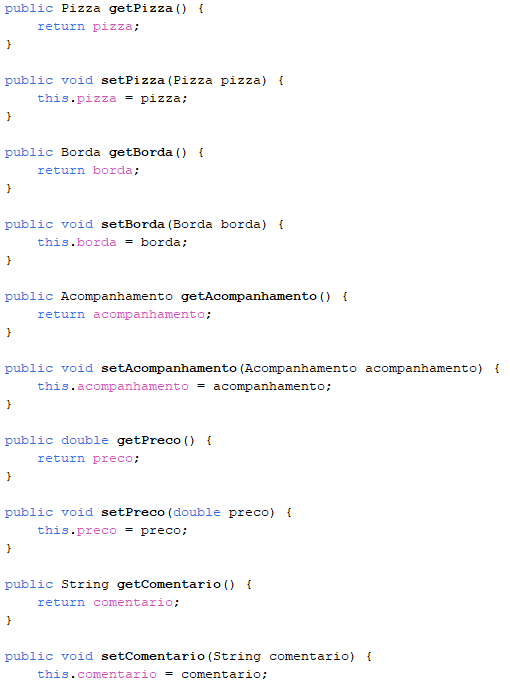 public Pizza getPizza() {
    return pizza;
}

public void setPizza(Pizza pizza) {
    this.pizza = pizza;
}

public Borda getBorda() {
    return borda;
}

public void setBorda(Borda borda) {
    this.borda = borda;
}

public Acompanhamento getAcompanhamento() {
    return acompanhamento;
}

public void setAcompanhamento(Acompanhamento acompanhamento) {
    this.acompanhamento = acompanhamento;
}

public double getPreco() {
    return preco;
}

public void setPreco(double preco) {
    this.preco = preco;
}

public String getComentario() {
    return comentario;
}

public void setComentario(String comentario) {
    this.comentario = comentario;